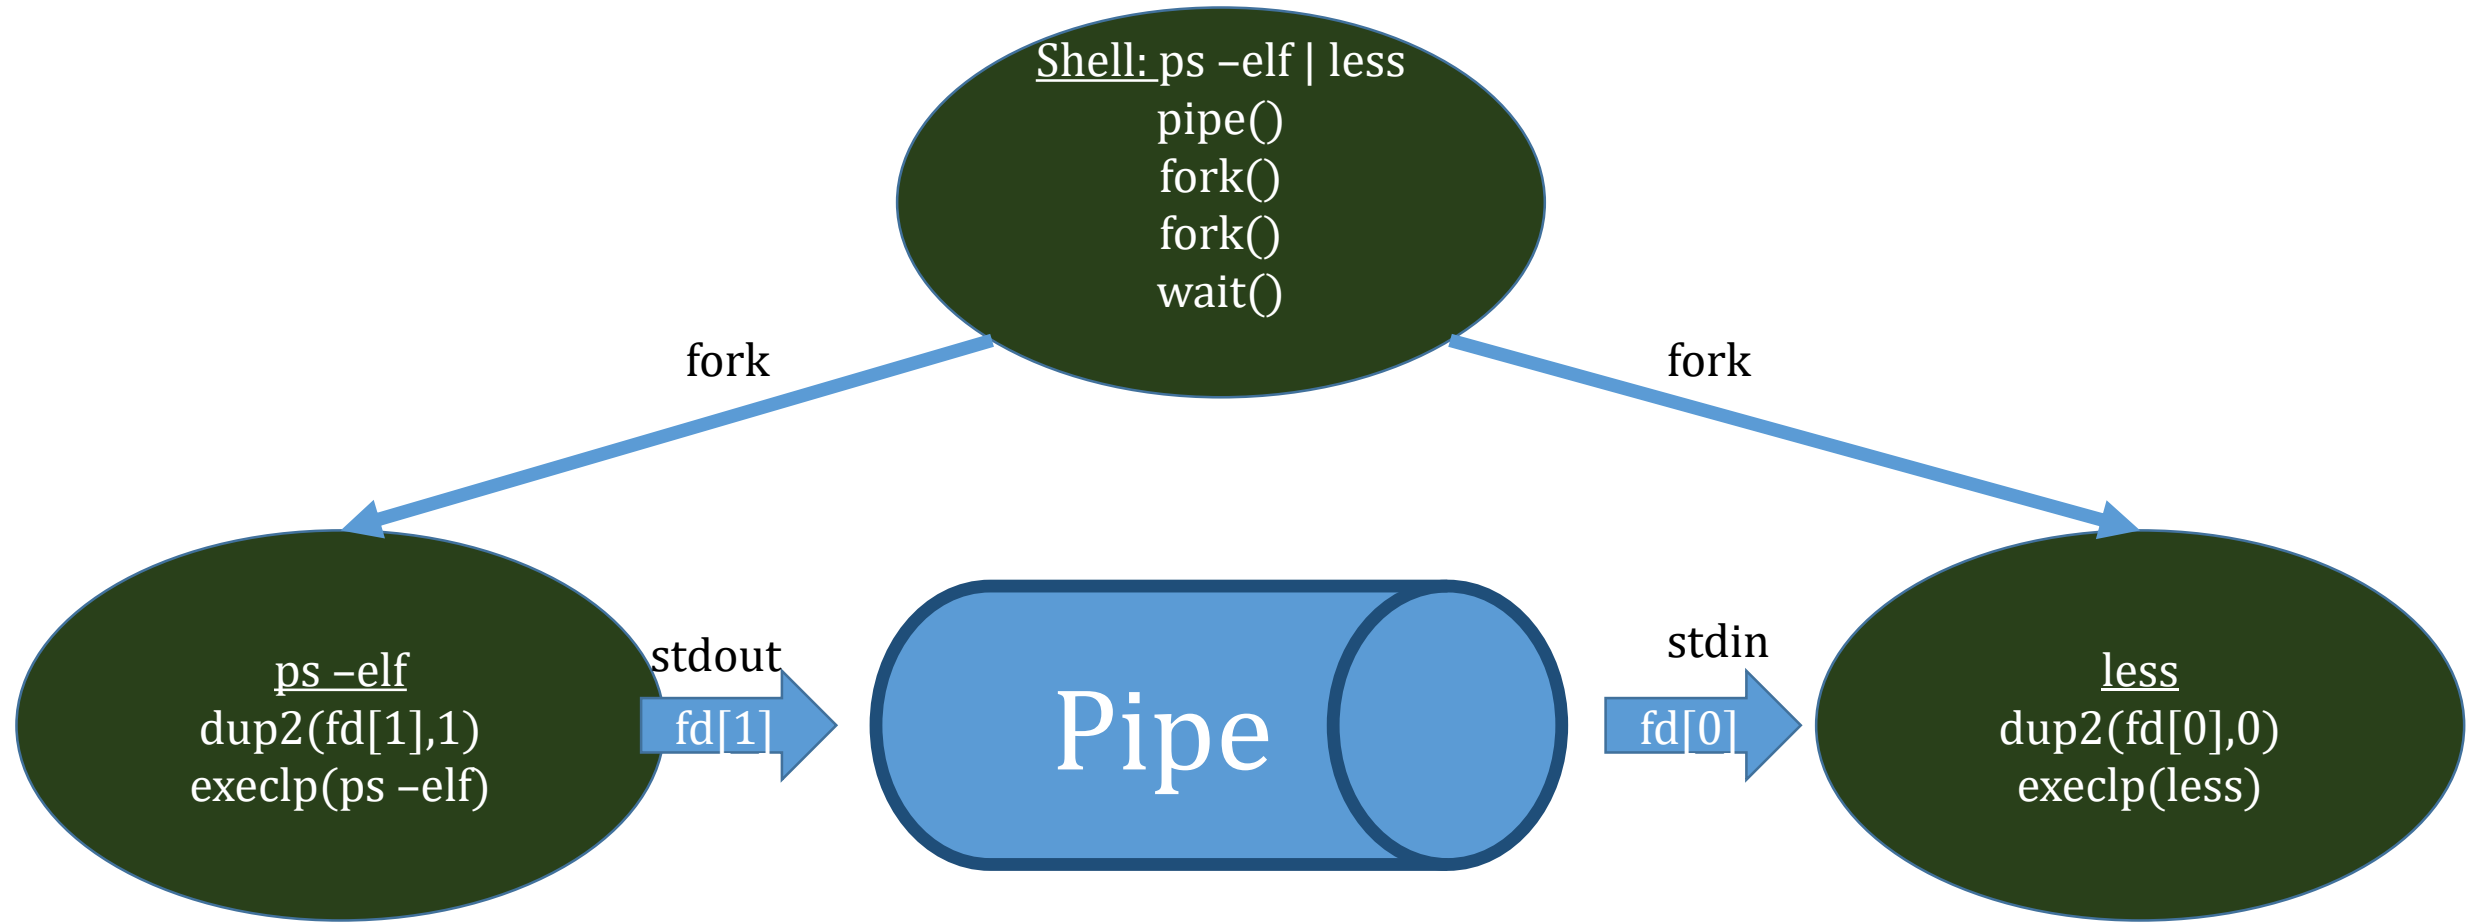 Shell: ps –elf | less
pipe()
fork()
fork()
wait()
fork
fork
ps –elf
dup2(fd[1],1)
execlp(ps –elf)
stdout
fd[1]
Pipe
stdin
fd[0]
less
dup2(fd[0],0)
execlp(less)